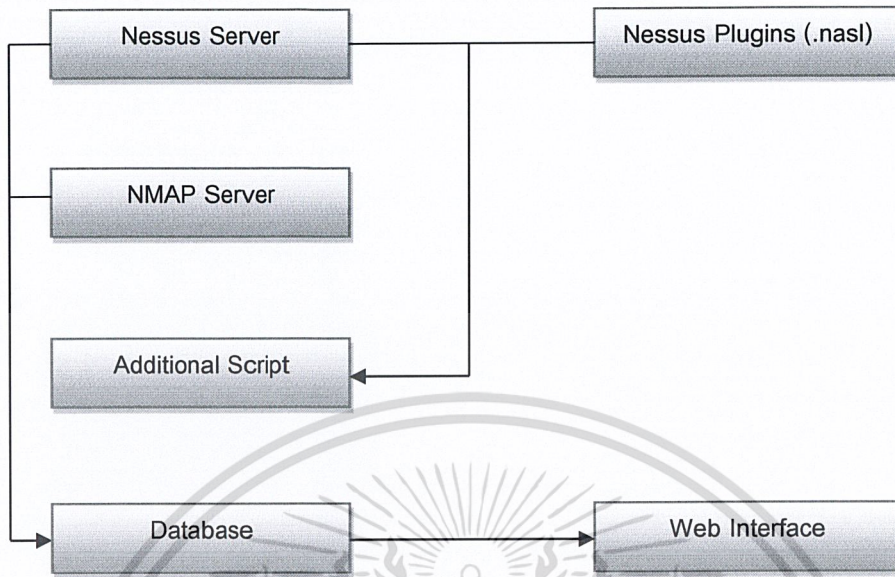 Nessus Server
Nessus Plugins (.nasl)
NMAP Server
Additional Script
Database
Web Interface